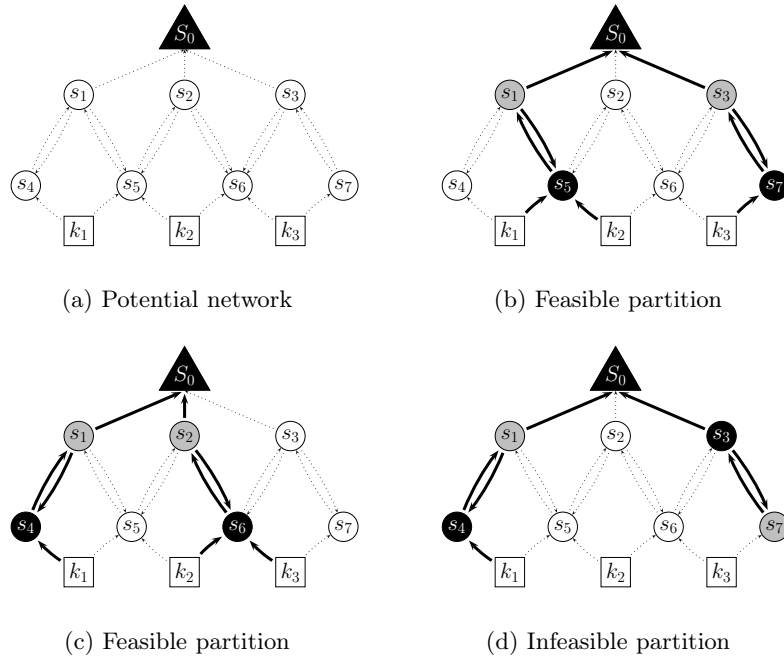 S₀
s₁ s₂ s₃
s₄ s₅ s₆ s₇
k₁ k₂ k₃
(a) Potential network
S₀
s₁ s₂ s₃
s₄ s₅ s₆ s₇
k₁ k₂ k₃
(b) Feasible partition
S₀
s₁ s₂ s₃
s₄ s₅ s₆ s₇
k₁ k₂ k₃
(c) Feasible partition
S₀
s₁ s₂ s₃
s₄ s₅ s₆ s₇
k₁ k₂ k₃
(d) Infeasible partition